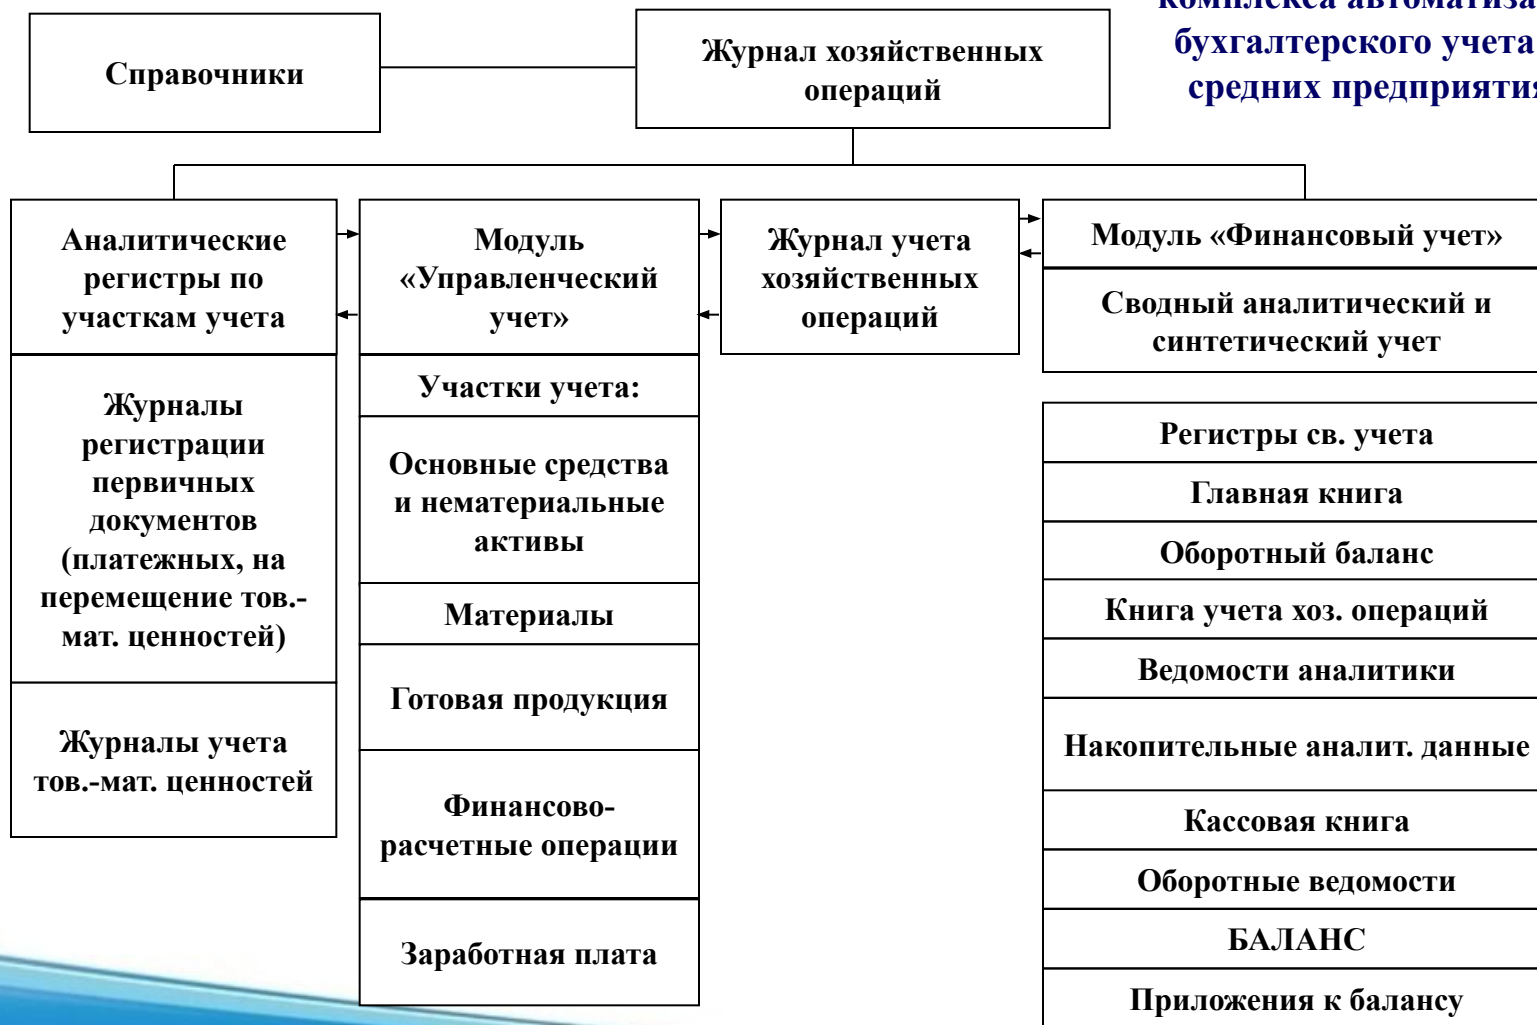 бухгалтерского учета
средних
Справочники
Журнал хозяйственных
операций
Аналитические
регистры по
участкам учета
Журналы
регистрации
первичных
документов
(платежных, на
перемещение тов.-
мат. ценностей)
Журналы учета
тов.-мат. ценностей
Модуль
«Управленческий
учет»
Участки учета:
Основные средства
и нематериальные
активы
Материалы
Готовая продукция
Финансово-
расчетные операции
Заработная плата
Журнал учета
хозяйственных
операций
Модуль «Финансовый учет»
Сводный аналитический и
синтетический учет
Регистры св. учета
Главная книга
Оборотный баланс
Книга учета хоз. операций
Ведомости аналитики
Накопительные аналит. данные
Кассовая книга
Оборотные ведомости
БАЛАНС
Приложения к балансу